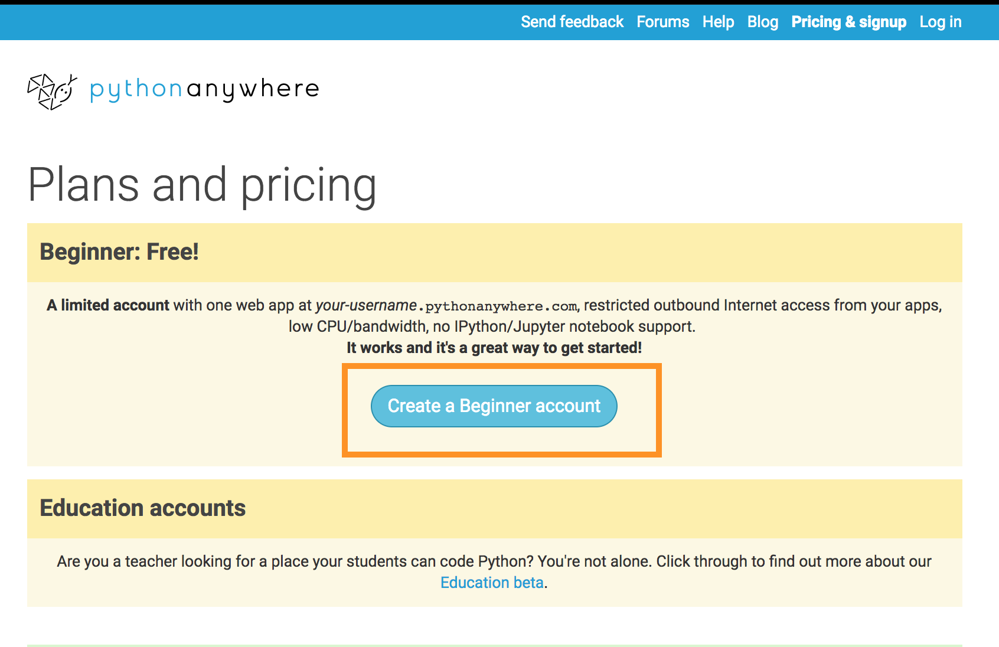 Send feedback Forums Help Blog Pricing & signup Log in
pythonanywhere
Plans and pricing
Beginner: Free!
A limited account with one web app at your-username.pythonanywhere.com, restricted outbound Internet access from your apps,
low CPU/bandwidth, no IPython/Jupyter notebook support.
It works and it's a great way to get started!
Create a Beginner account
Education accounts
Are you a teacher looking for a place your students can code Python? You're not alone. Click through to find out more about our
Education beta.